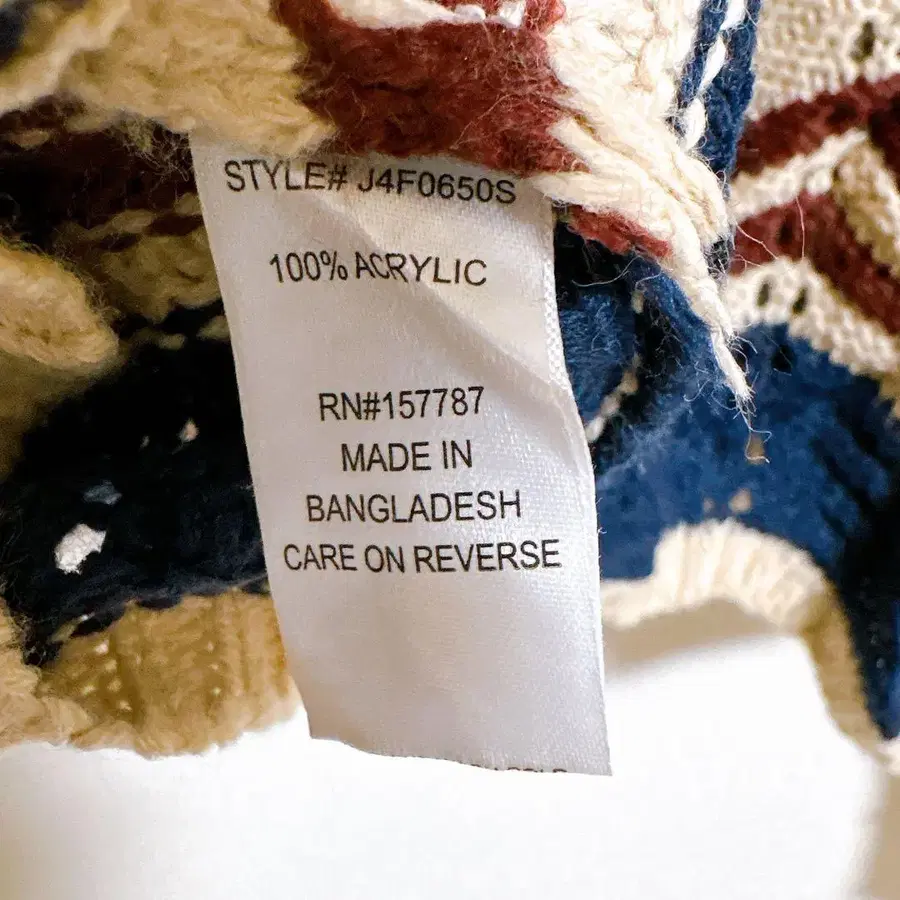 STYLE# J4F0650S
100% ACRYLIC
RN#157787
MADE IN
BANGLADESH
CARE ON REVERSE